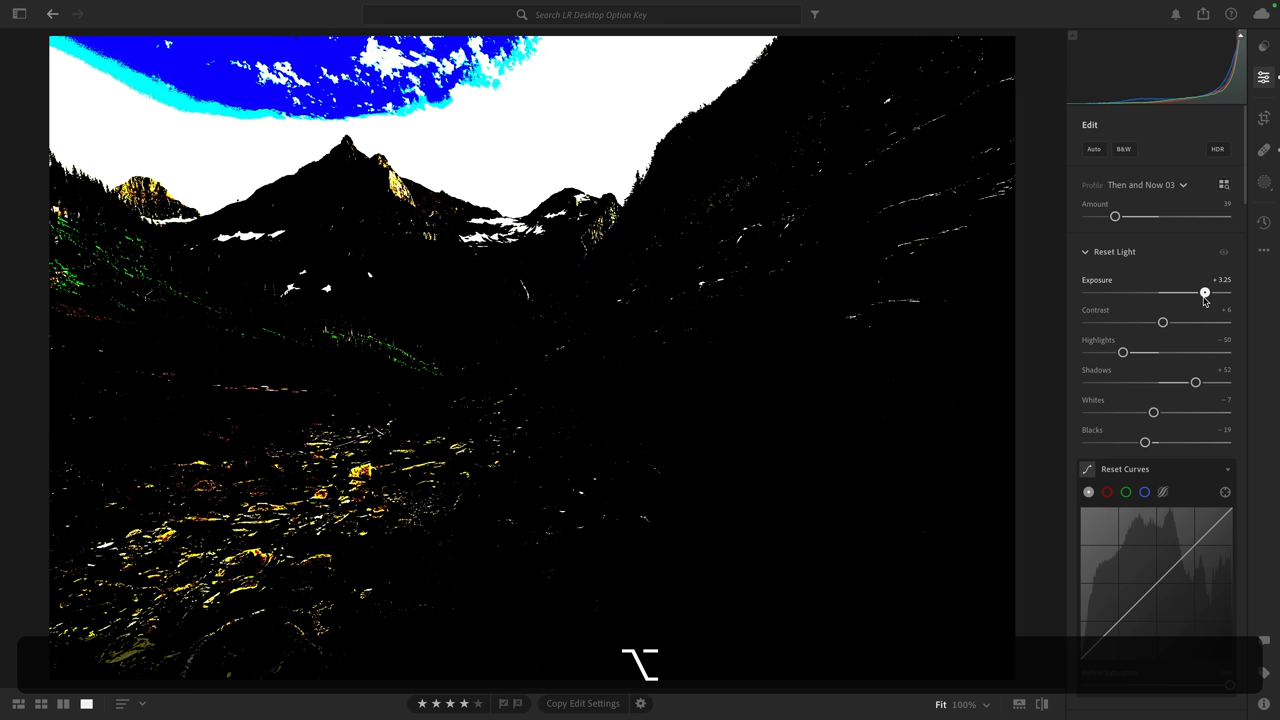 Search LR Desktop Option Key
Edit
Auto B&W HDR
Profile Then and Now 03
Amount 39
Reset Light
Exposure + 3.25
Contrast + 6
Highlights – 50
Shadows + 52
Whites – 7
Blacks – 19
Reset Curves
⌥
Copy Edit Settings
Fit 100%